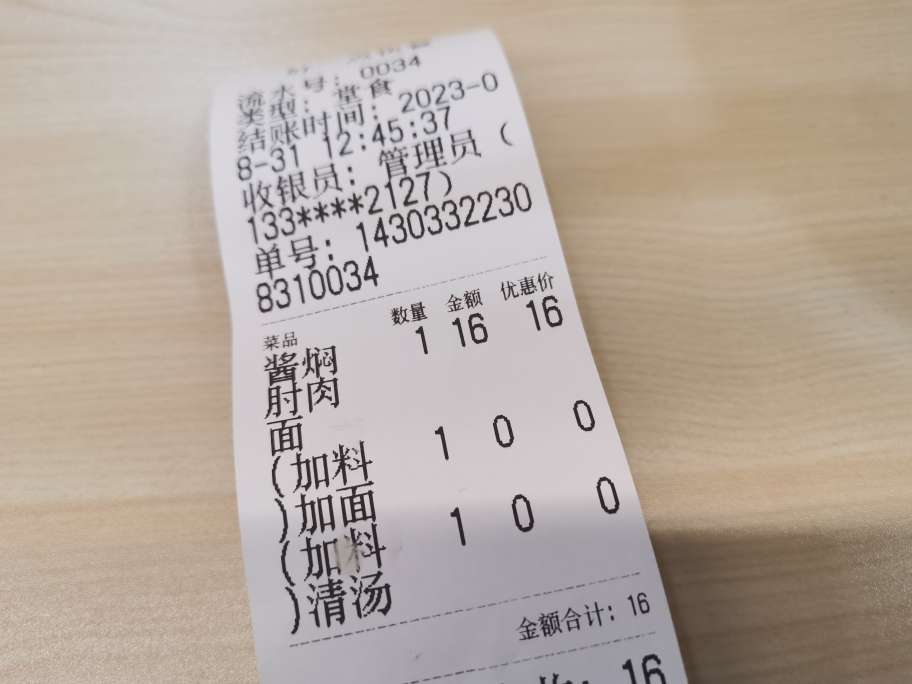 流水号: 0034
类型: 堂食
结账时间: 2023-0
8-31 12:45:37
收银员: 管理员 (
133****2127)
单号: 1430332230
8310034
菜品 数量 金额 优惠价
酱焖 1 16 16
肘肉
面
(加料 1 0 0
)加面
(加料 1 0 0
)清汤
金额合计: 16
16